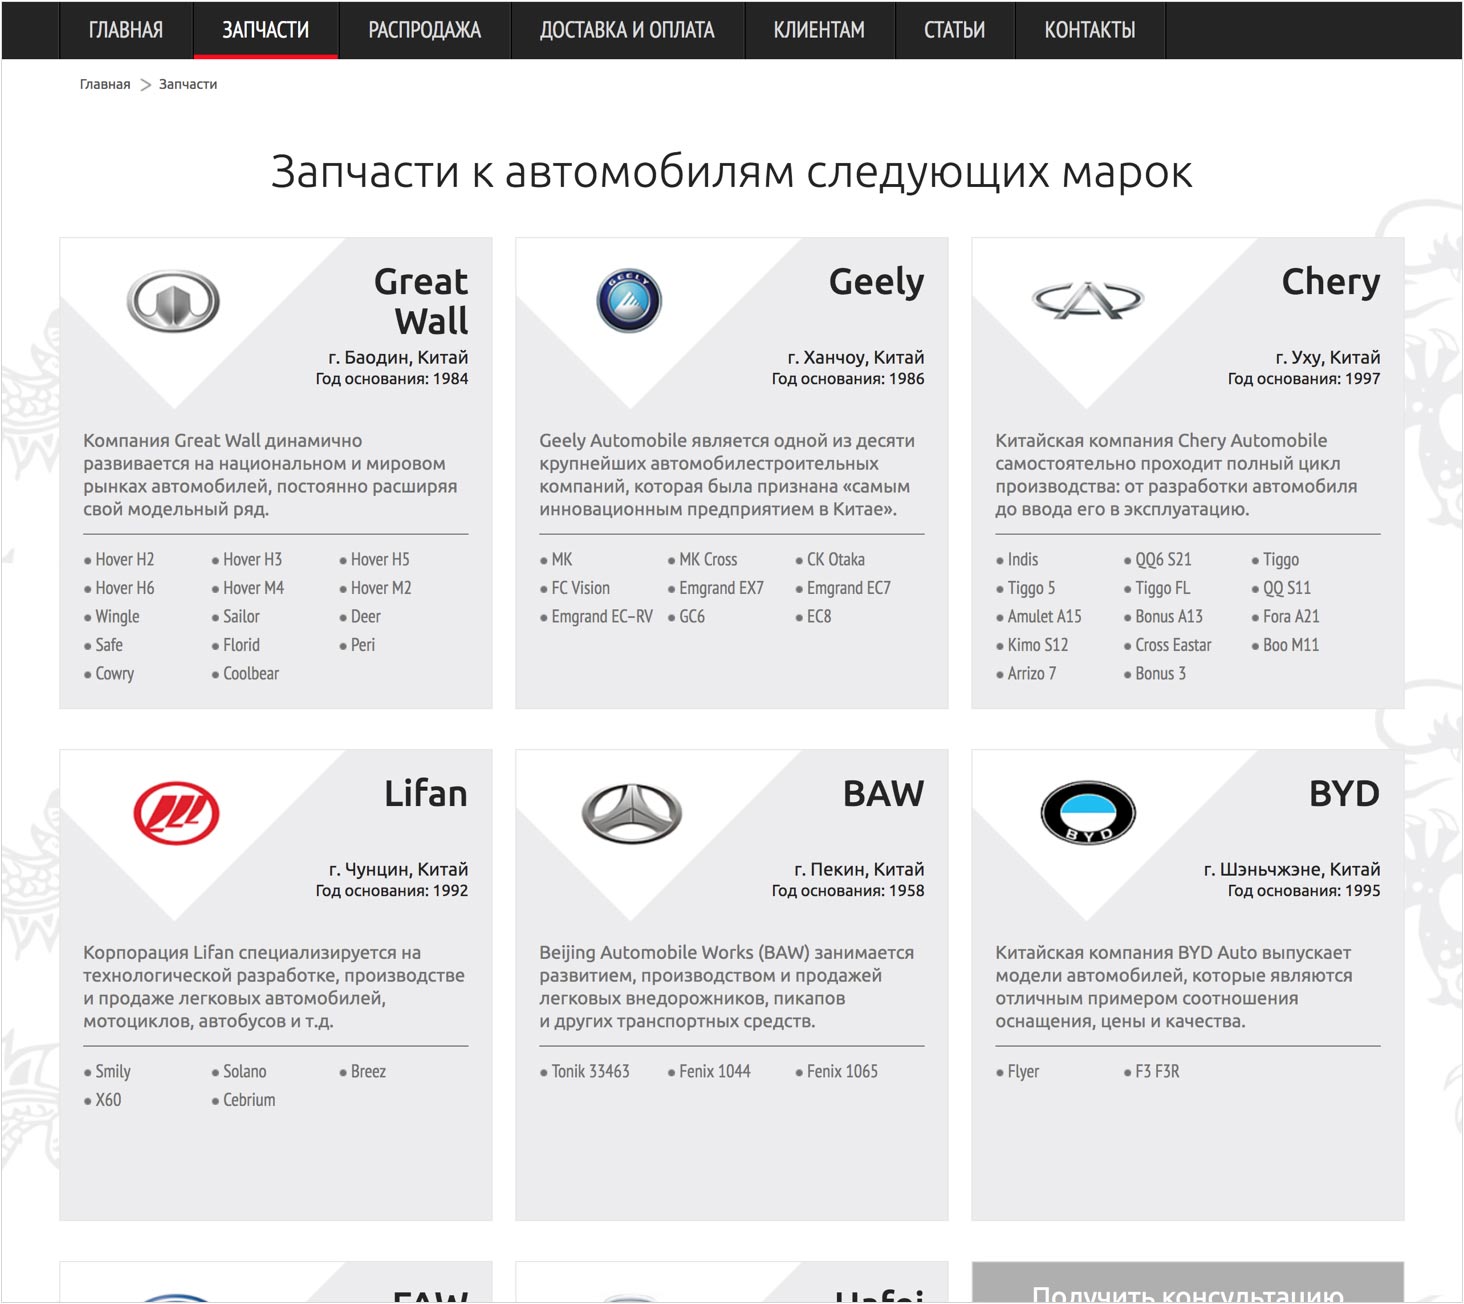 ГЛАВНАЯ ЗАПЧАСТИ РАСПРОДАЖА ДОСТАВКА И ОПЛАТА КЛИЕНТАМ СТАТЬИ КОНТАКТЫ
Главная > Запчасти
Запчасти к автомобилям следующих марок
Great
Wall
г. Баодин, Китай
Год основания: 1984
Компания Great Wall динамично
развивается на национальном и мировом
рынках автомобилей, постоянно расширяя
свой модельный ряд.
• Hover H2 • Hover H3 • Hover H5
• Hover H6 • Hover M4 • Hover M2
• Wingle • Sailor • Deer
• Safe • Florid • Peri
• Cowry • Coolbear
GEELY
Geely
г. Ханчоу, Китай
Год основания: 1986
Geely Automobile является одной из десяти
крупнейших автомобилестроительных
компаний, которая была признана «самым
инновационным предприятием в Китае».
• MK • MK Cross • CK Otaka
• FC Vision • Emgrand EX7 • Emgrand EC7
• Emgrand EC–RV • GC6 • EC8
Chery
г. Уху, Китай
Год основания: 1997
Китайская компания Chery Automobile
самостоятельно проходит полный цикл
производства: от разработки автомобиля
до ввода его в эксплуатацию.
• Indis • QQ6 S21 • Tiggo
• Tiggo 5 • Tiggo FL • QQ S11
• Amulet A15 • Bonus A13 • Fora A21
• Kimo S12 • Cross Eastar • Boo M11
• Arrizo 7 • Bonus 3
Lifan
г. Чунцин, Китай
Год основания: 1992
Корпорация Lifan специализируется на
технологической разработке, производстве
и продаже легковых автомобилей,
мотоциклов, автобусов и т.д.
• Smily • Solano • Breez
• X60 • Cebrium
BAW
г. Пекин, Китай
Год основания: 1958
Beijing Automobile Works (BAW) занимается
развитием, производством и продажей
легковых внедорожников, пикапов
и других транспортных средств.
• Tonik 33463 • Fenix 1044 • Fenix 1065
BYD
BYD
г. Шэньчжэне, Китай
Год основания: 1995
Китайская компания BYD Auto выпускает
модели автомобилей, которые являются
отличным примером соотношения
оснащения, цены и качества.
• Flyer • F3 F3R
FAW
Hafei
Получить консультацию